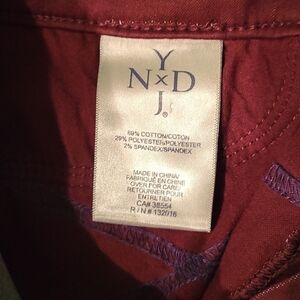 Y
N×D
J®
69% COTTON/COTON
29% POLYESTER/POLYESTER
2% SPANDEX/SPANDEX
MADE IN CHINA/
FABRIQUÉ EN CHINE
OVER FOR CARE/
RETOURNER POUR
ENTRETIEN
CA# 38554
R / N #